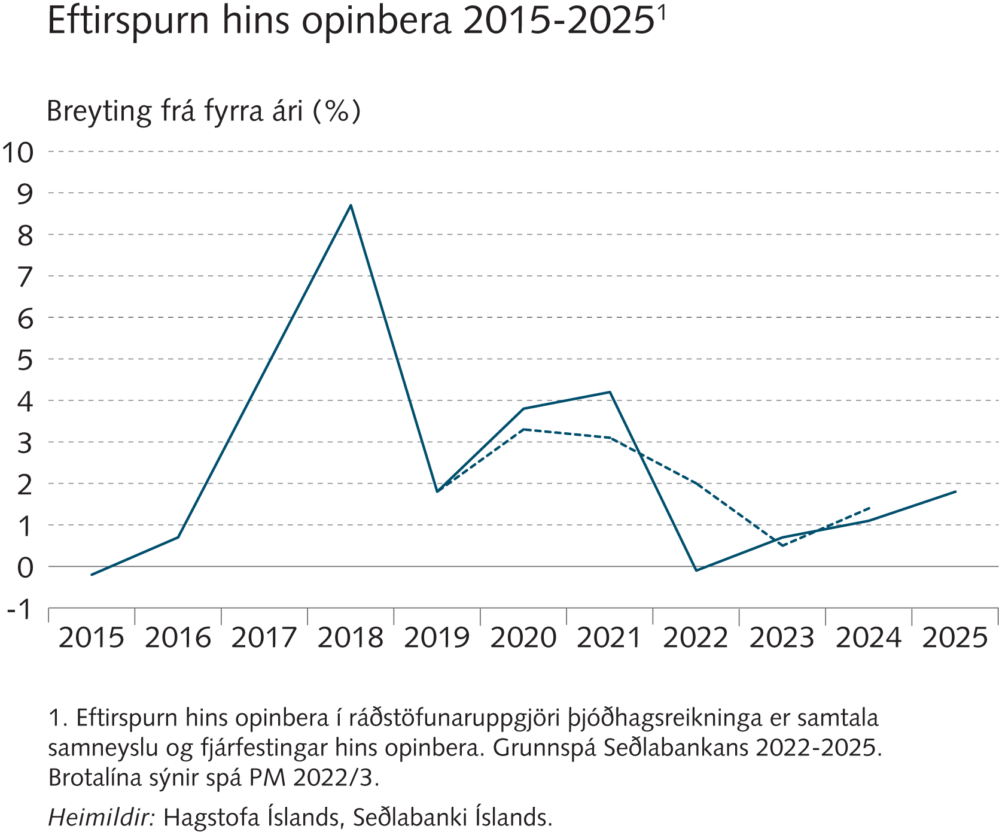 Eftirspurn hins opinbera 2015-2025¹
Breyting frá fyrra ári (%)
10
9
8
7
6
5
4
3
2
1
0
-1
2015 2016 2017 2018 2019 2020 2021 2022 2023 2024 2025
1. Eftirspurn hins opinbera í ráðstöfunaruppgjöri þjóðhagsreikninga er samtala
samneyslu og fjárfestingar hins opinbera. Grunnspá Seðlabankans 2022-2025.
Brotalína sýnir spá PM 2022/3.
Heimildir: Hagstofa Íslands, Seðlabanki Íslands.